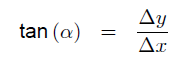 tan (α) = Δy / Δx